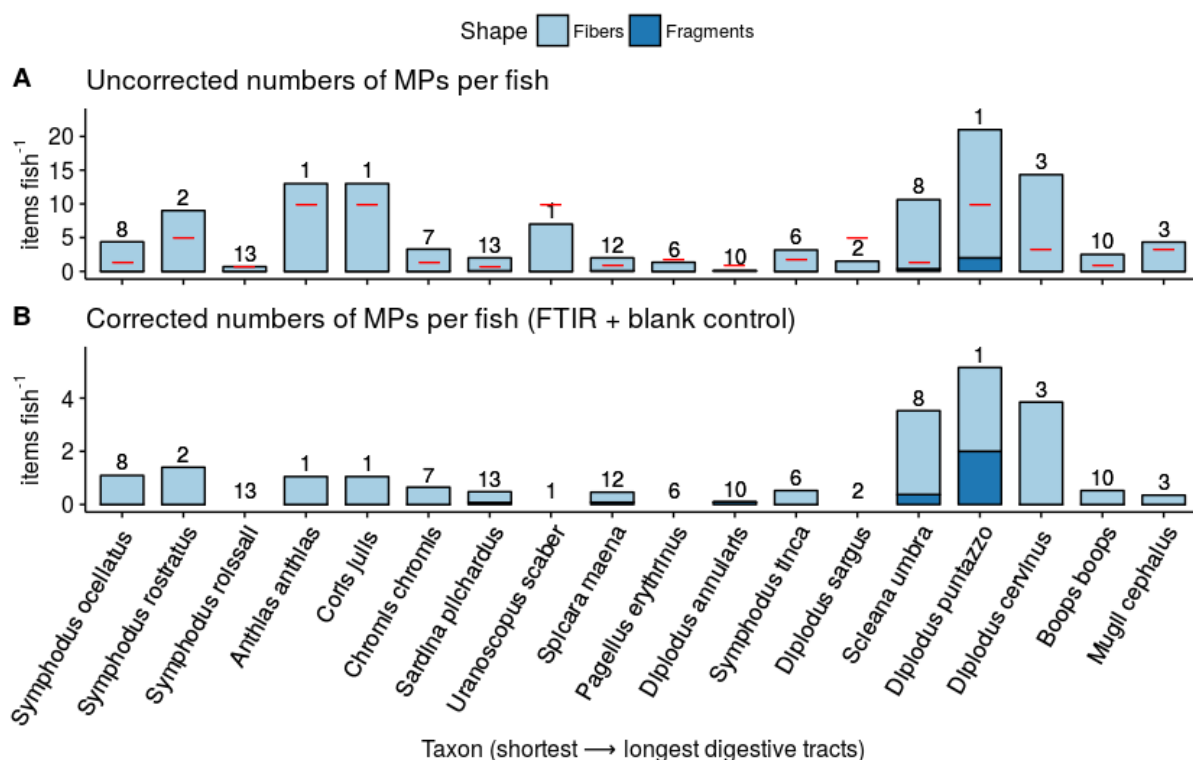 Shape Fibers Fragments
A Uncorrected numbers of MPs per fish
items fish-1
20
15
10
5
0
8 2 13 1 1 7 13 1 12 6 10 6 2 8 1 3 10 3
B Corrected numbers of MPs per fish (FTIR + blank control)
items fish-1
4
2
0
8 2 13 1 1 7 13 1 12 6 10 6 2 8 1 3 10 3
Symphodus ocellatus
Symphodus rostratus
Symphodus roissali
Anthias anthias
Coris julis
Chromis chromis
Sardina pilchardus
Uranoscopus scaber
Spicara maena
Pagellus erythrinus
Diplodus annularis
Symphodus tinca
Diplodus sargus
Scieana umbra
Diplodus puntazzo
Diplodus cervinus
Boops boops
Mugil cephalus
Taxon (shortest ⟶ longest digestive tracts)